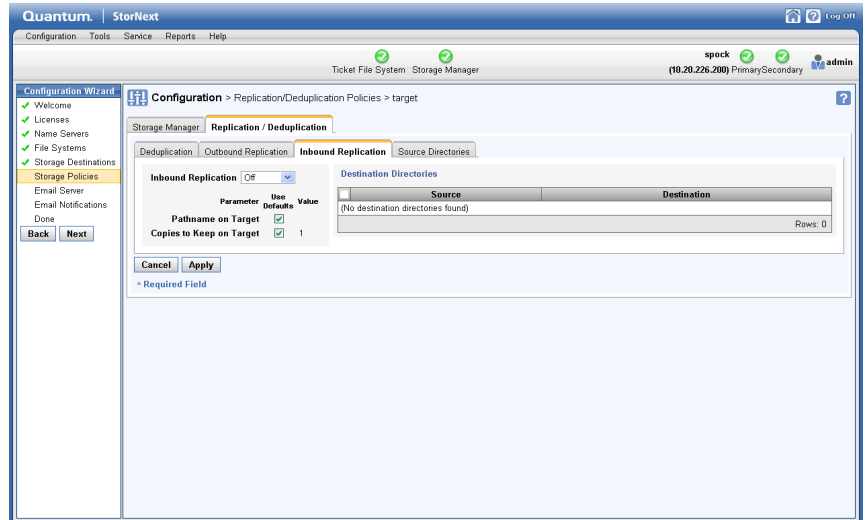 Quantum. StorNext
Log Off
Configuration Tools Service Reports Help
Ticket File System Storage Manager
spock
(10.20.226.200) Primary Secondary
admin
Configuration Wizard
Welcome
Licenses
Name Servers
File Systems
Storage Destinations
Storage Policies
Email Server
Email Notifications
Done
Back Next
Configuration > Replication/Deduplication Policies > target
?
Storage Manager Replication / Deduplication
Deduplication Outbound Replication Inbound Replication Source Directories
Inbound Replication Off
Parameter Use Defaults Value
Pathname on Target
Copies to Keep on Target 1
Destination Directories
Source Destination
(No destination directories found)
Rows: 0
Cancel Apply
* Required Field